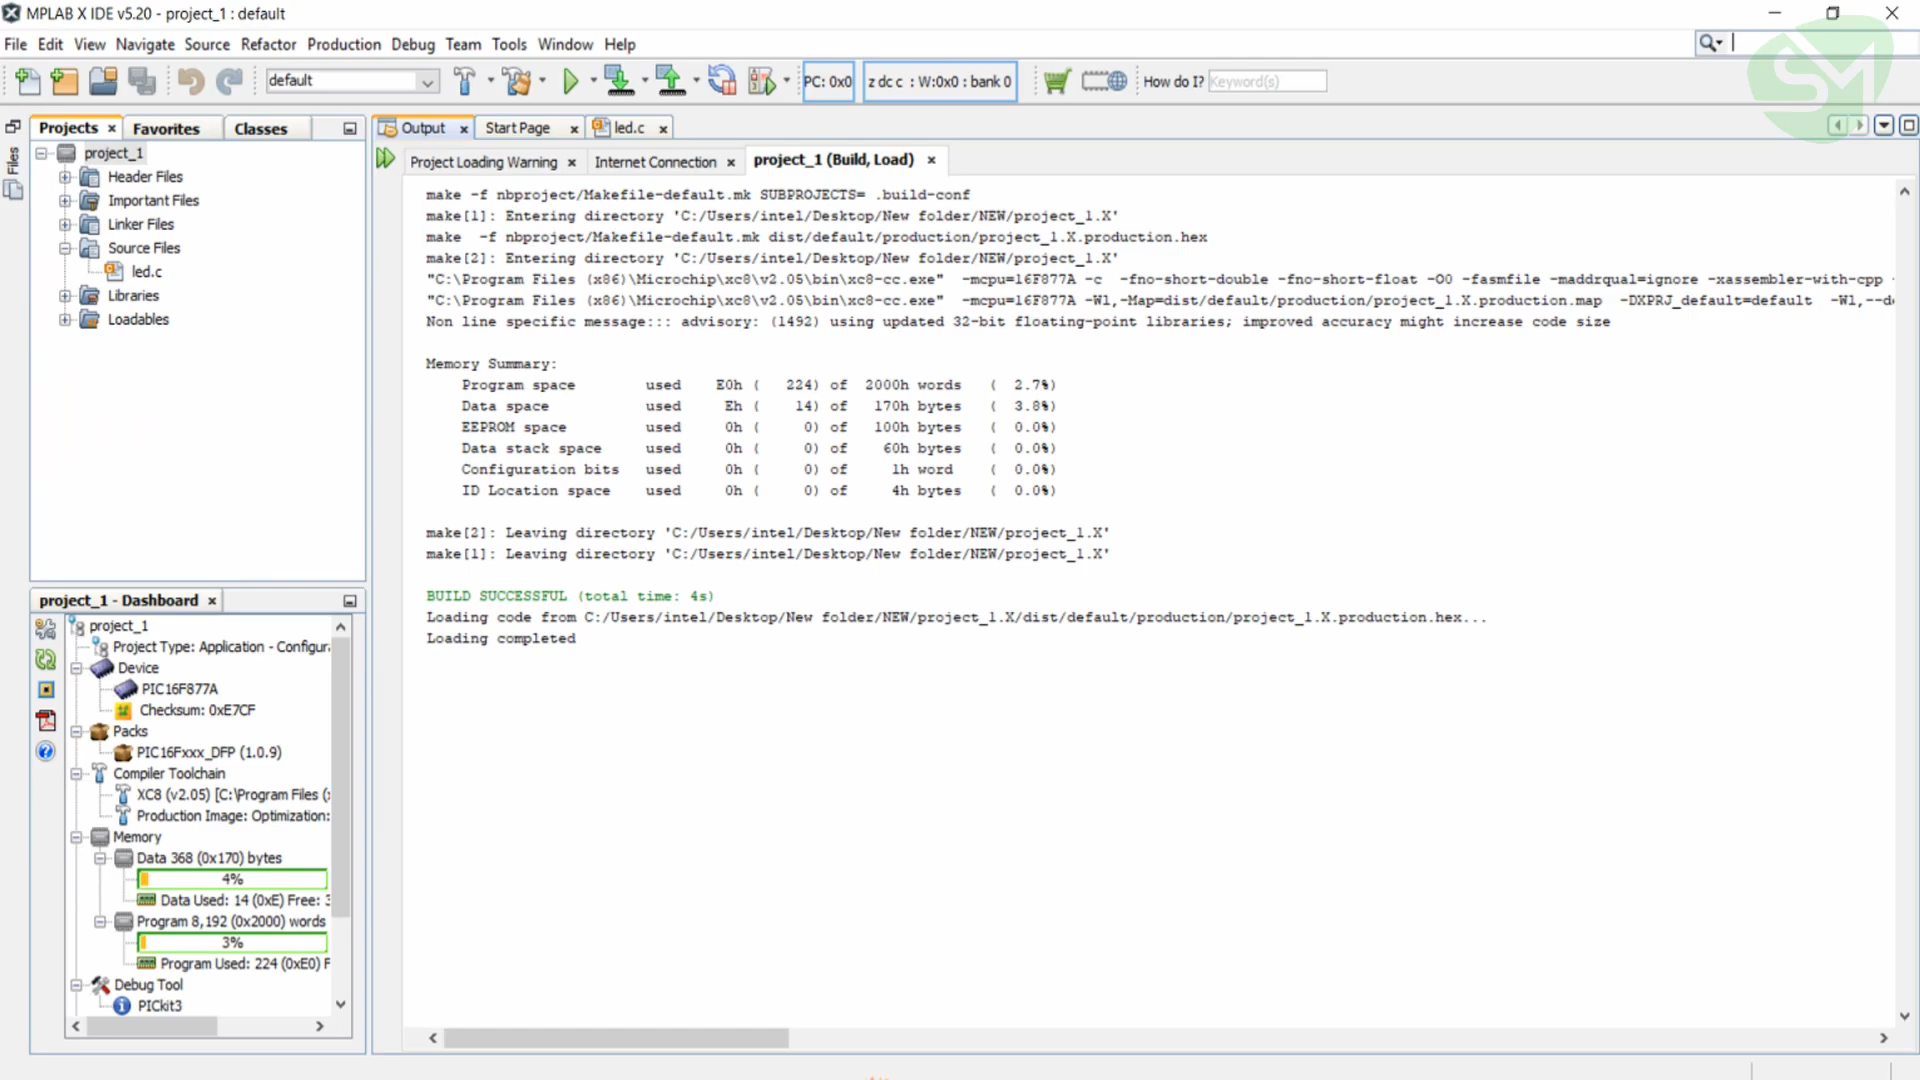 MPLAB X IDE v5.20 - project_1 : default
File Edit View Navigate Source Refactor Production Debug Team Tools Window Help
default
PC: 0x0
z dc c : W:0x0 : bank 0
How do I? Keyword(s)
SM
Projects × Favorites Classes
Files
project_1
Header Files
Important Files
Linker Files
Source Files
led.c
Libraries
Loadables
Output × Start Page × led.c ×
Project Loading Warning × Internet Connection × project_1 (Build, Load) ×
make -f nbproject/Makefile-default.mk SUBPROJECTS= .build-conf
make[1]: Entering directory 'C:/Users/intel/Desktop/New folder/NEW/project_1.X'
make  -f nbproject/Makefile-default.mk dist/default/production/project_1.X.production.hex
make[2]: Entering directory 'C:/Users/intel/Desktop/New folder/NEW/project_1.X'
"C:\Program Files (x86)\Microchip\xc8\v2.05\bin\xc8-cc.exe"  -mcpu=16F877A -c  -fno-short-double -fno-short-float -O0 -fasmfile -maddrqual=ignore -xassembler-with-cpp
"C:\Program Files (x86)\Microchip\xc8\v2.05\bin\xc8-cc.exe"  -mcpu=16F877A -Wl,-Map=dist/default/production/project_1.X.production.map  -DXPRJ_default=default  -Wl,--de
Non line specific message::: advisory: (1492) using updated 32-bit floating-point libraries; improved accuracy might increase code size
Memory Summary:
Program space used E0h ( 224) of 2000h words ( 2.7%)
Data space used Eh ( 14) of 170h bytes ( 3.8%)
EEPROM space used 0h ( 0) of 100h bytes ( 0.0%)
Data stack space used 0h ( 0) of 60h bytes ( 0.0%)
Configuration bits used 0h ( 0) of 1h word ( 0.0%)
ID Location space used 0h ( 0) of 4h bytes ( 0.0%)
make[2]: Leaving directory 'C:/Users/intel/Desktop/New folder/NEW/project_1.X'
make[1]: Leaving directory 'C:/Users/intel/Desktop/New folder/NEW/project_1.X'
BUILD SUCCESSFUL (total time: 4s)
Loading code from C:/Users/intel/Desktop/New folder/NEW/project_1.X/dist/default/production/project_1.X.production.hex...
Loading completed
project_1 - Dashboard ×
project_1
Project Type: Application - Configur
Device
PIC16F877A
Checksum: 0xE7CF
Packs
PIC16Fxxx_DFP (1.0.9)
Compiler Toolchain
XC8 (v2.05) [C:\Program Files (
Production Image: Optimization:
Memory
Data 368 (0x170) bytes
4%
Data Used: 14 (0xE) Free: 3
Program 8,192 (0x2000) words
3%
Program Used: 224 (0xE0) F
Debug Tool
PICkit3